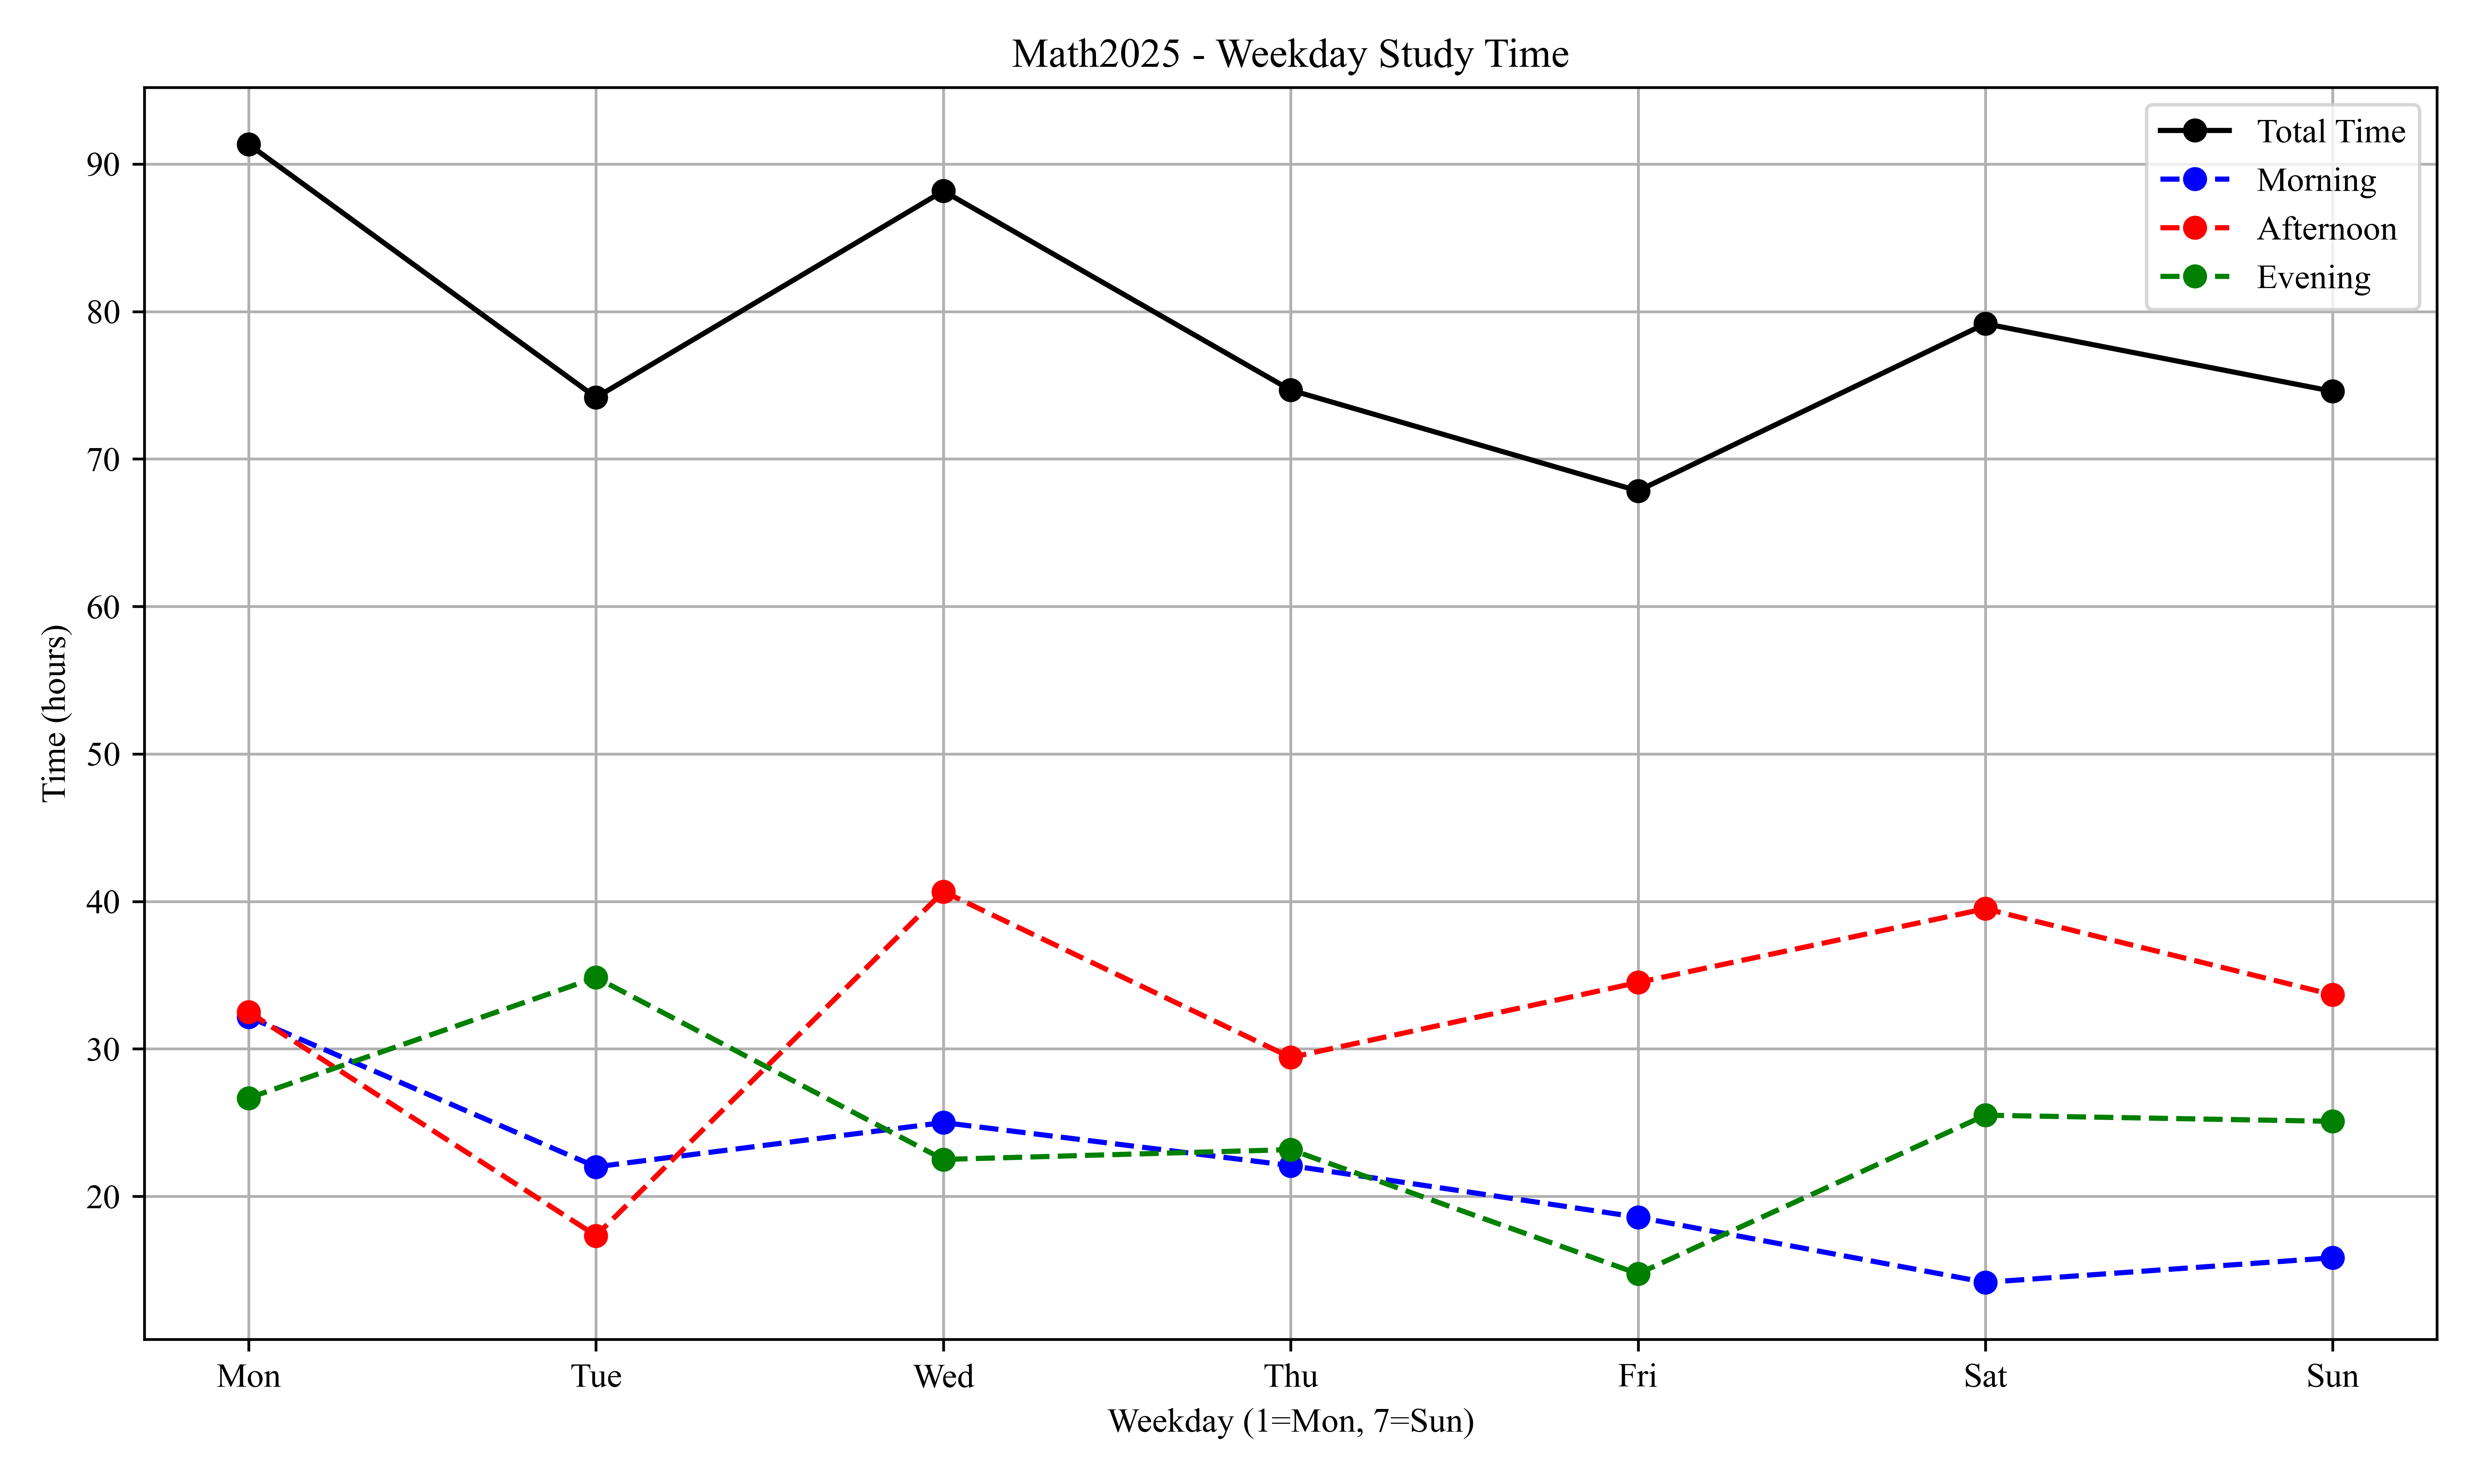 Math2025 - Weekday Study Time
Total Time
Morning
Afternoon
Evening
90
80
70
60
50
40
30
20
Time (hours)
Mon Tue Wed Thu Fri Sat Sun
Weekday (1=Mon, 7=Sun)